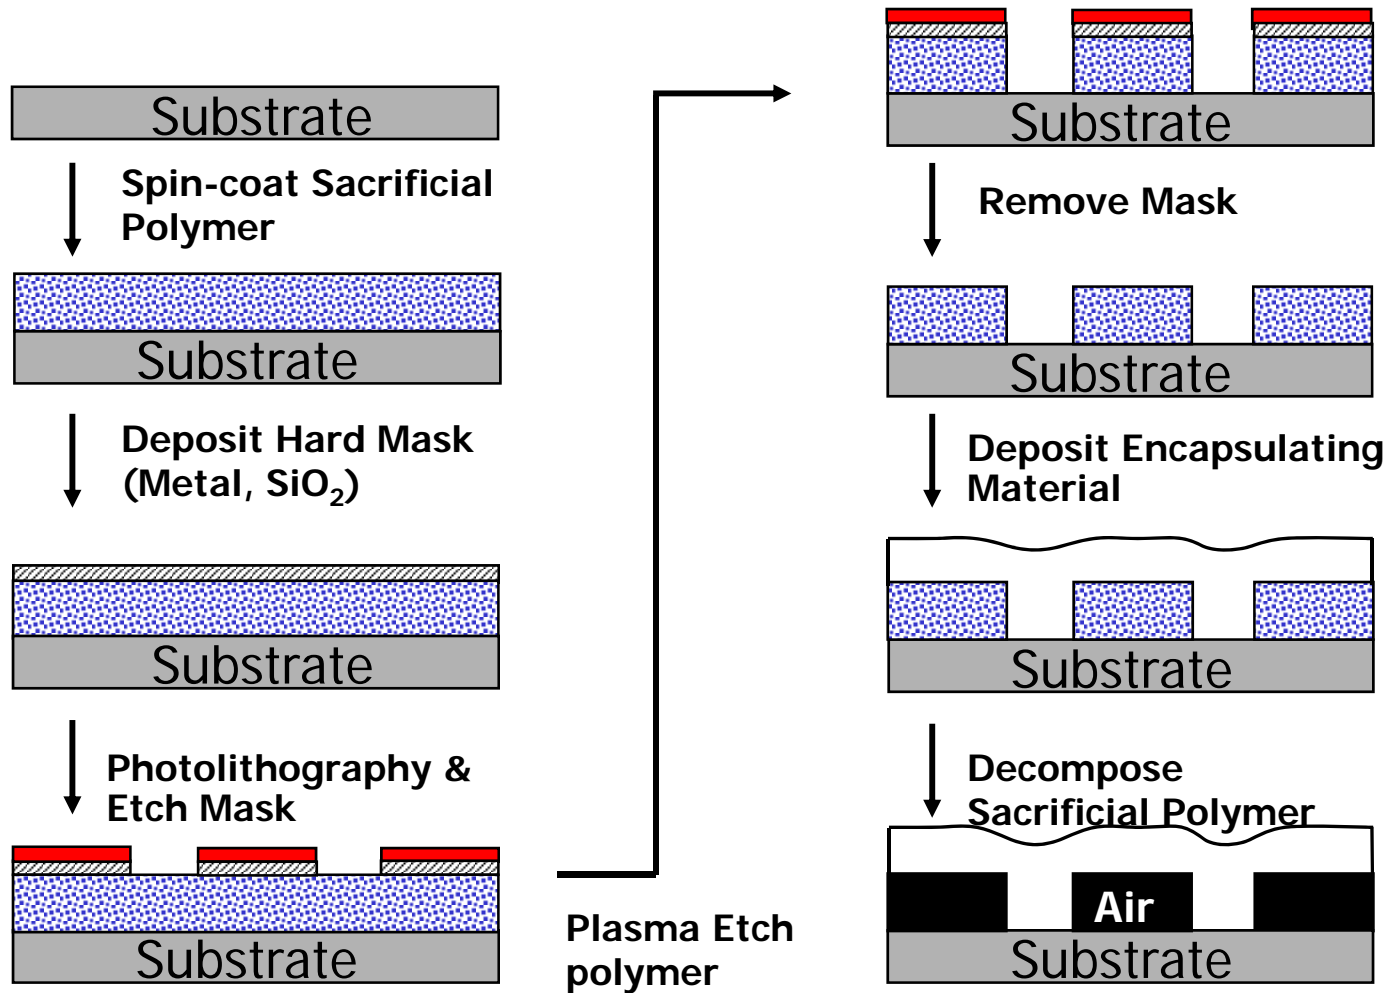 Substrate
Spin-coat Sacrificial
Polymer
Substrate
Deposit Hard Mask
(Metal, SiO₂)
Substrate
Photolithography &
Etch Mask
Substrate
Plasma Etch
polymer
Substrate
Remove Mask
Substrate
Deposit Encapsulating
Material
Substrate
Decompose
Sacrificial Polymer
Air
Substrate